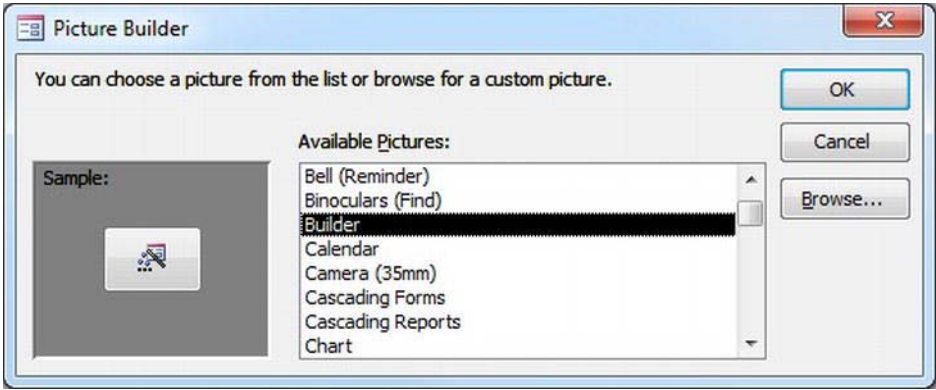 Picture Builder
You can choose a picture from the list or browse for a custom picture.
OK
Cancel
Browse...
Sample:
Available Pictures:
Bell (Reminder)
Binoculars (Find)
Builder
Calendar
Camera (35mm)
Cascading Forms
Cascading Reports
Chart